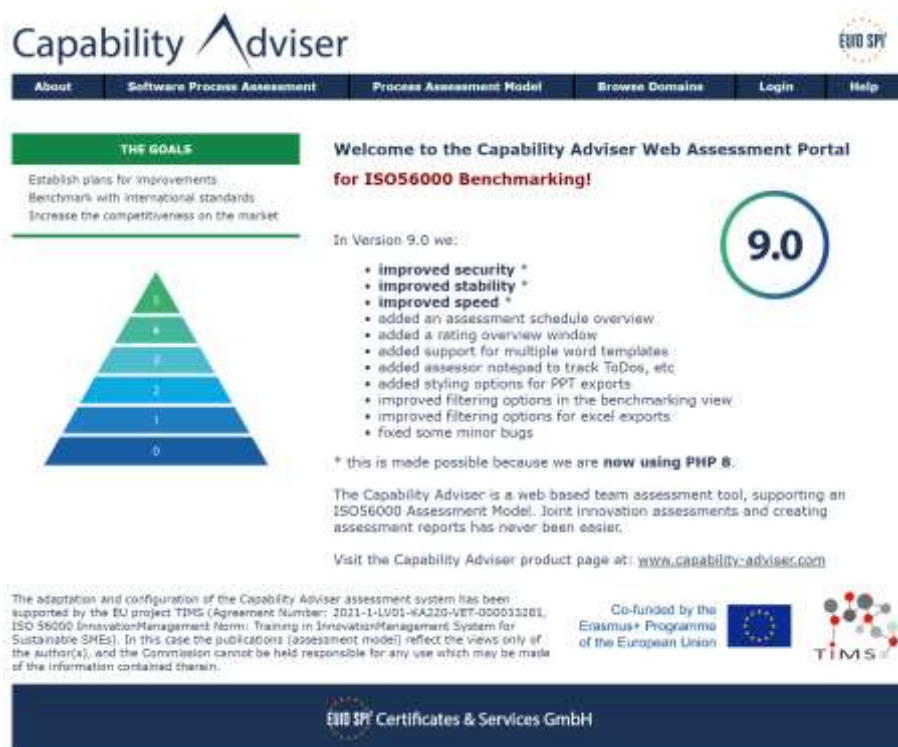 Capability Adviser
EURO SPI²
About Software Process Assessment Process Assessment Model Browse Domains Login Help
THE GOALS
Establish plans for improvements
Benchmark with international standards
Increase the competitiveness on the market
5
4
3
2
1
0
Welcome to the Capability Adviser Web Assessment Portal
for ISO56000 Benchmarking!
9.0
In Version 9.0 we:
• improved security *
• improved stability *
• improved speed *
• added an assessment schedule overview
• added a rating overview window
• added support for multiple word templates
• added assessor notepad to track ToDos, etc
• added styling options for PPT exports
• improved filtering options in the benchmarking view
• improved filtering options for excel exports
• fixed some minor bugs
* this is made possible because we are now using PHP 8.
The Capability Adviser is a web based team assessment tool, supporting an
ISO56000 Assessment Model. Joint innovation assessments and creating
assessment reports has never been easier.
Visit the Capability Adviser product page at: www.capability-adviser.com
The adaptation and configuration of the Capability Adviser assessment system has been
supported by the EU project TIMS (Agreement Number: 2021-1-LV01-KA220-VET-000033281,
ISO 56000 InnovationManagement Norm: Training in InnovationManagement System for
Sustainable SMEs). In this case the publications (assessment model) reflect the views only of
the author(s), and the Commission cannot be held responsible for any use which may be made
of the information contained therein.
Co-funded by the
Erasmus+ Programme
of the European Union
TIMS
EURO SPI² Certificates & Services GmbH